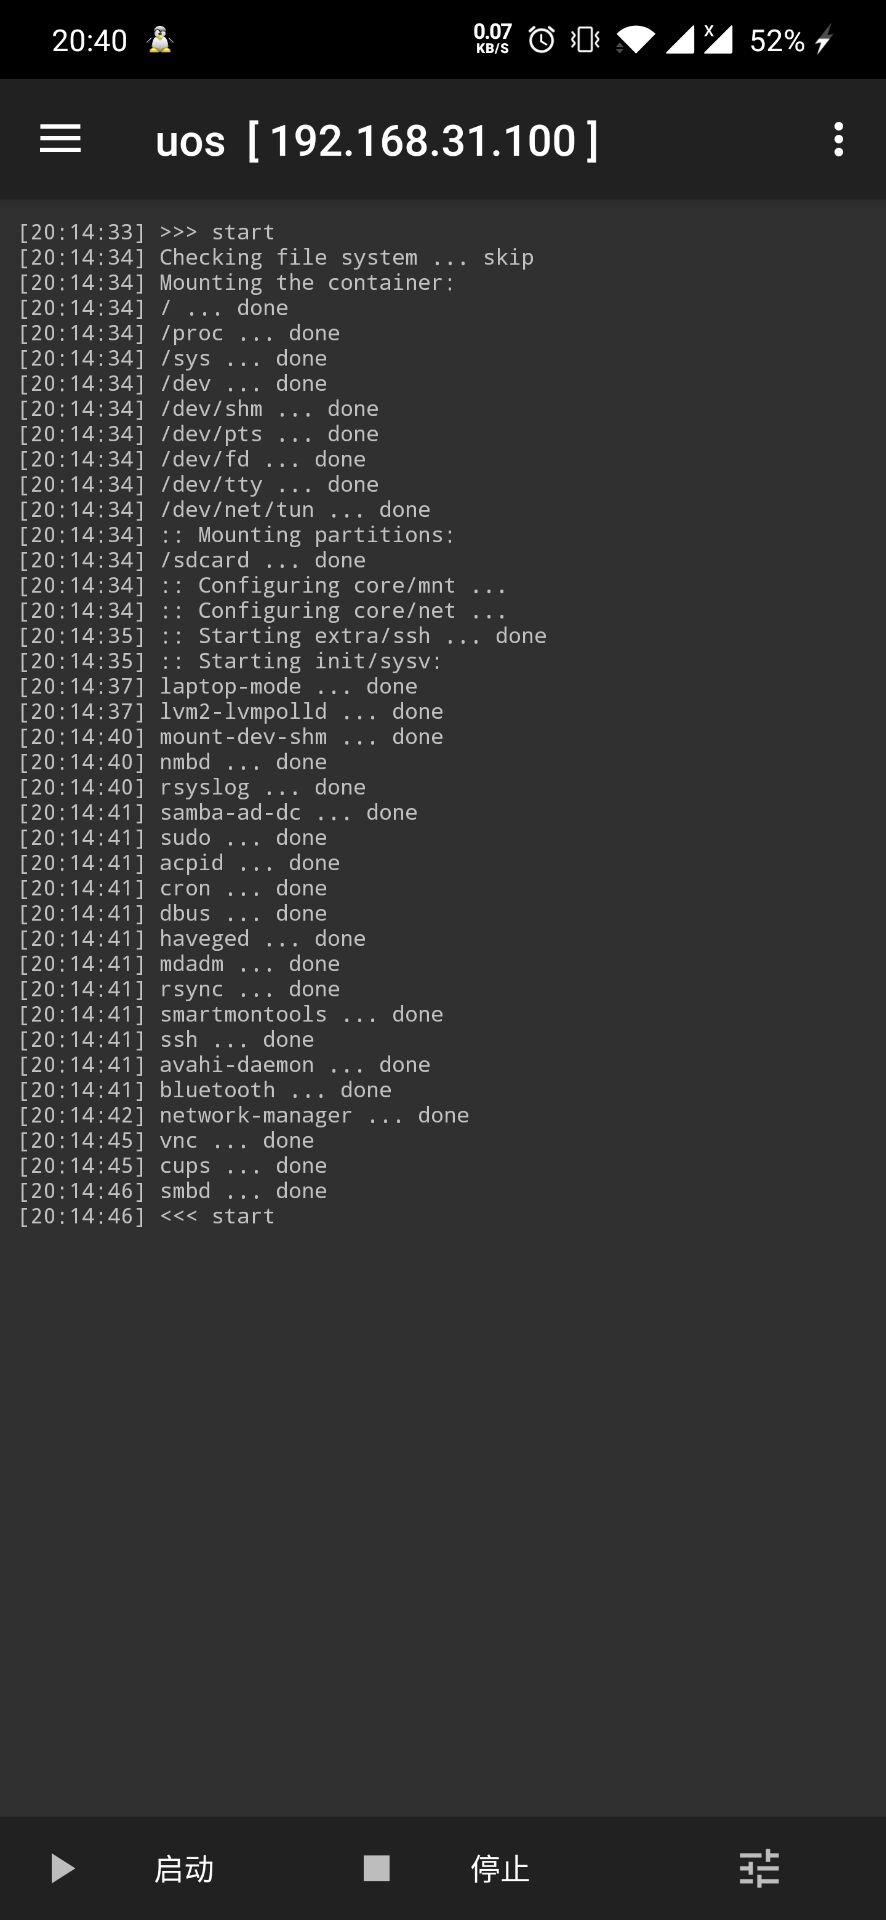 20:40
0.07 KB/S
X
52%
uos [ 192.168.31.100 ]
[20:14:33] >>> start
[20:14:34] Checking file system ... skip
[20:14:34] Mounting the container:
[20:14:34] / ... done
[20:14:34] /proc ... done
[20:14:34] /sys ... done
[20:14:34] /dev ... done
[20:14:34] /dev/shm ... done
[20:14:34] /dev/pts ... done
[20:14:34] /dev/fd ... done
[20:14:34] /dev/tty ... done
[20:14:34] /dev/net/tun ... done
[20:14:34] :: Mounting partitions:
[20:14:34] /sdcard ... done
[20:14:34] :: Configuring core/mnt ...
[20:14:34] :: Configuring core/net ...
[20:14:35] :: Starting extra/ssh ... done
[20:14:35] :: Starting init/sysv:
[20:14:37] laptop-mode ... done
[20:14:37] lvm2-lvmpolld ... done
[20:14:40] mount-dev-shm ... done
[20:14:40] nmbd ... done
[20:14:40] rsyslog ... done
[20:14:41] samba-ad-dc ... done
[20:14:41] sudo ... done
[20:14:41] acpid ... done
[20:14:41] cron ... done
[20:14:41] dbus ... done
[20:14:41] haveged ... done
[20:14:41] mdadm ... done
[20:14:41] rsync ... done
[20:14:41] smartmontools ... done
[20:14:41] ssh ... done
[20:14:41] avahi-daemon ... done
[20:14:41] bluetooth ... done
[20:14:42] network-manager ... done
[20:14:45] vnc ... done
[20:14:45] cups ... done
[20:14:46] smbd ... done
[20:14:46] <<< start
启动
停止